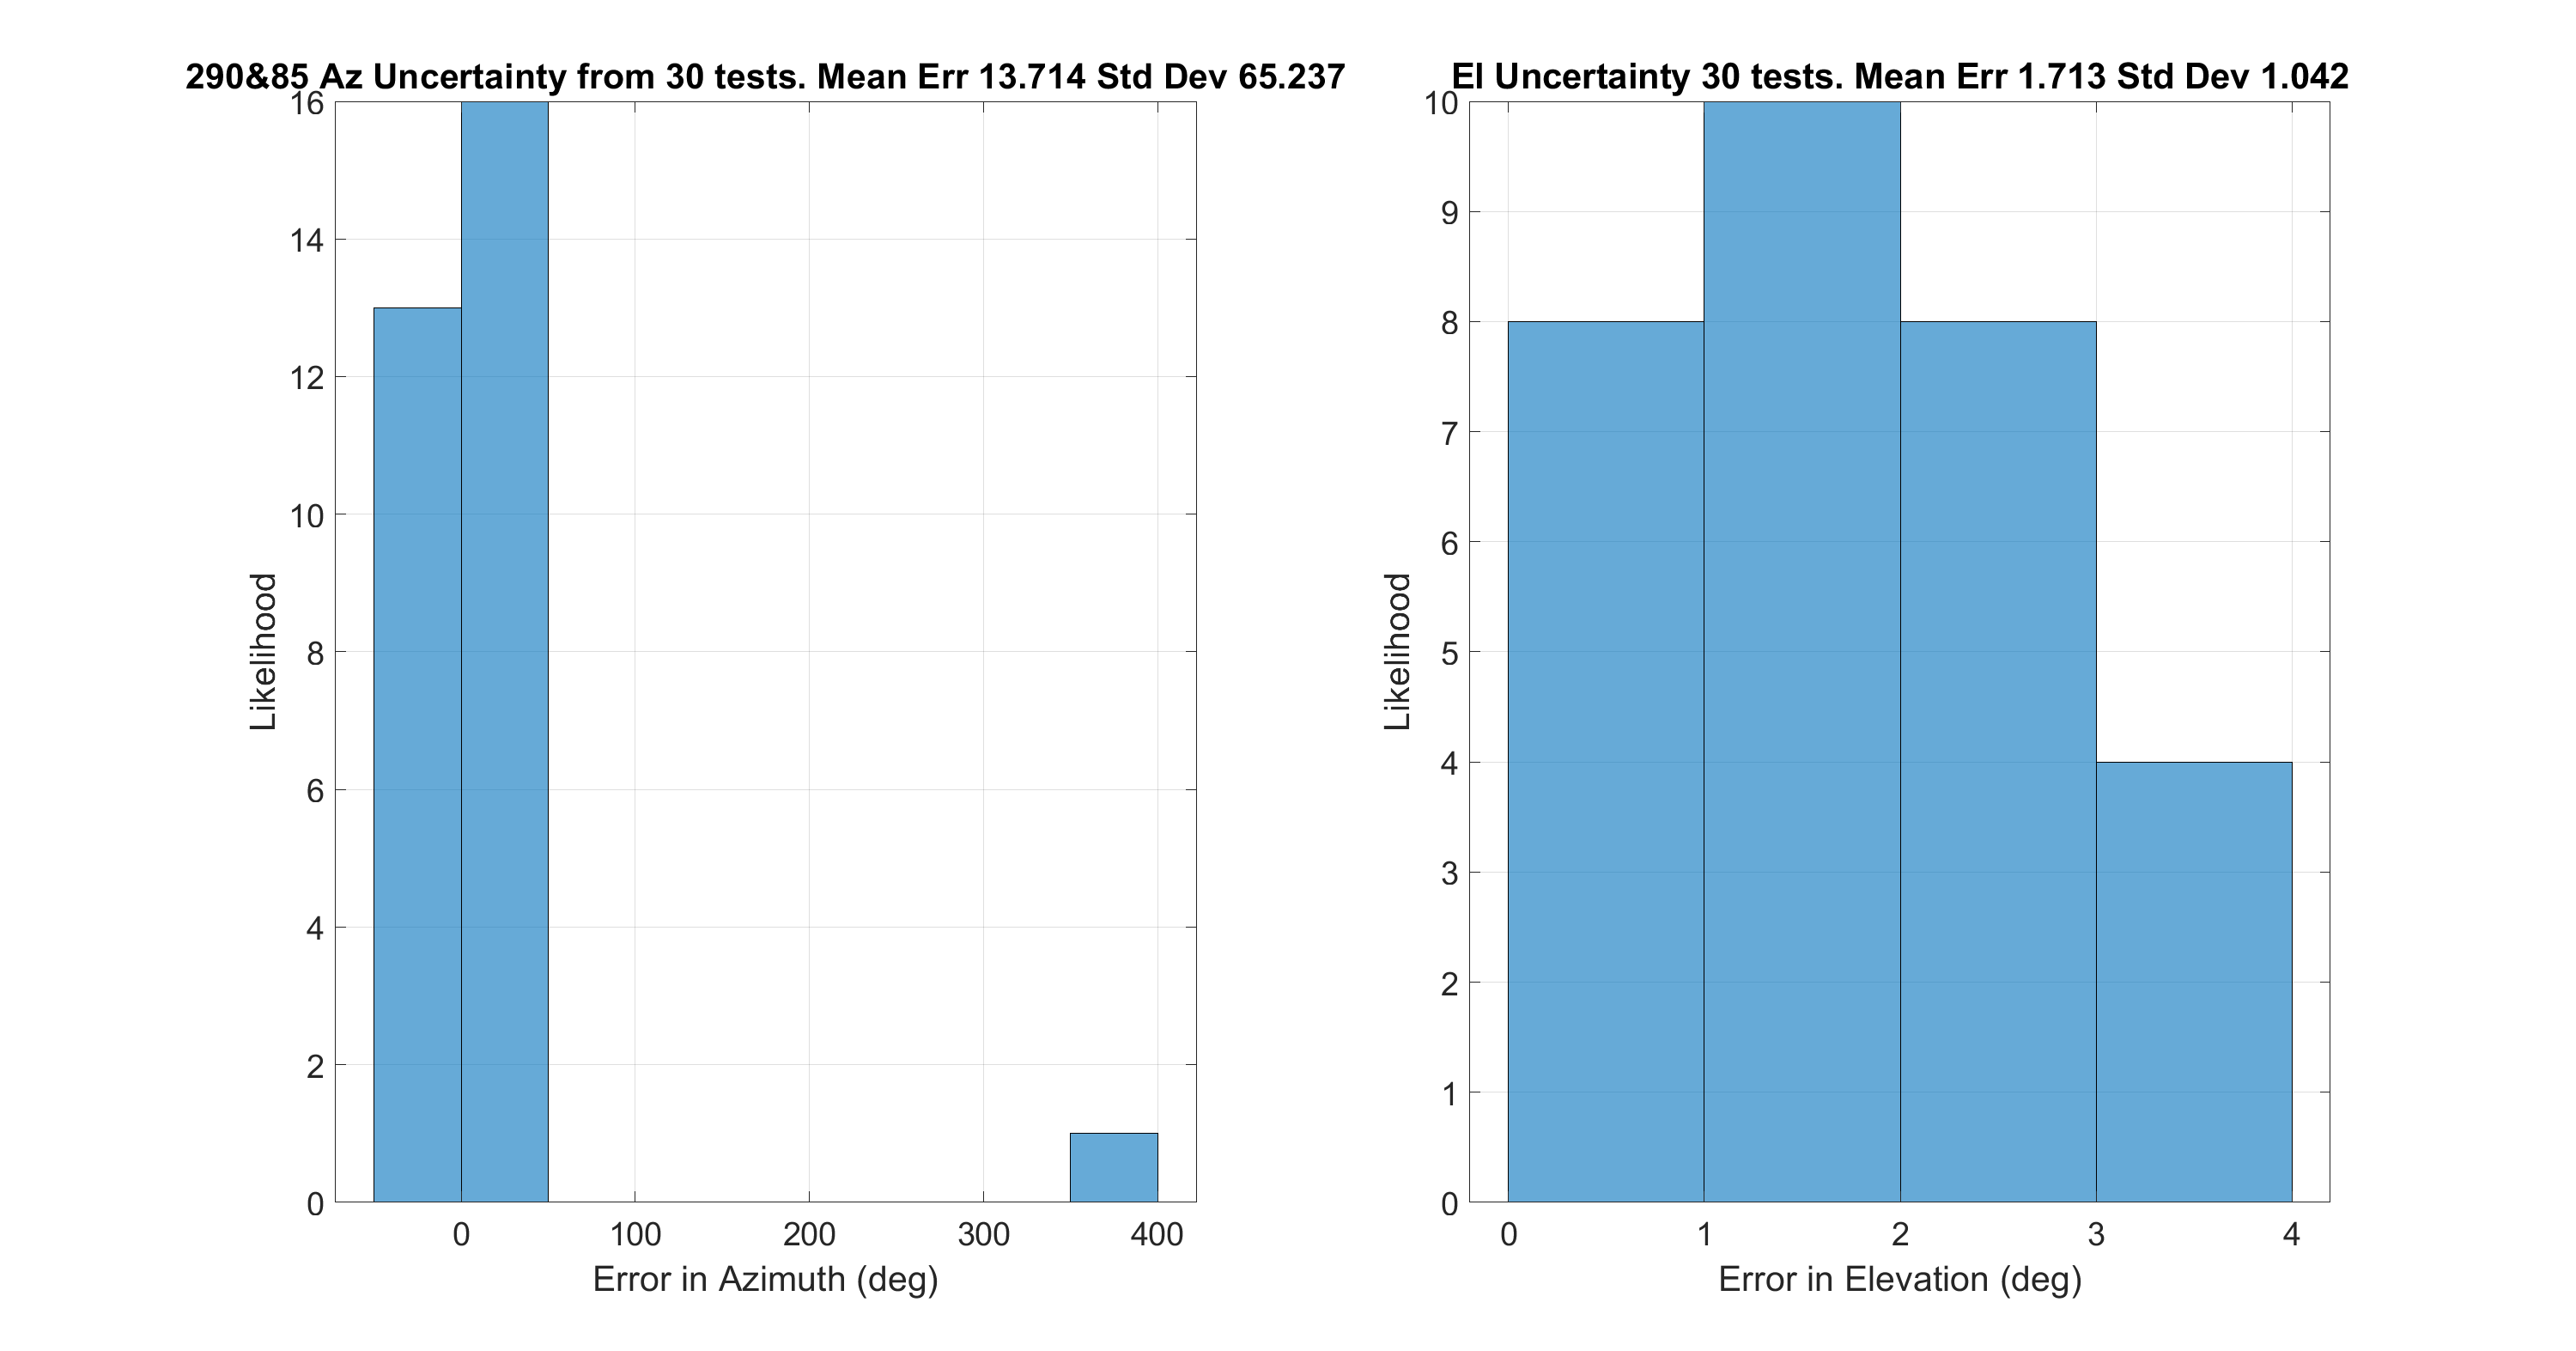 290&85 Az Uncertainty from 30 tests. Mean Err 13.714 Std Dev 65.237
16
14
12
10
8
6
4
2
0
Likelihood
0 100 200 300 400
Error in Azimuth (deg)
El Uncertainty 30 tests. Mean Err 1.713 Std Dev 1.042
10
9
8
7
6
5
4
3
2
1
0
Likelihood
0 1 2 3 4
Error in Elevation (deg)